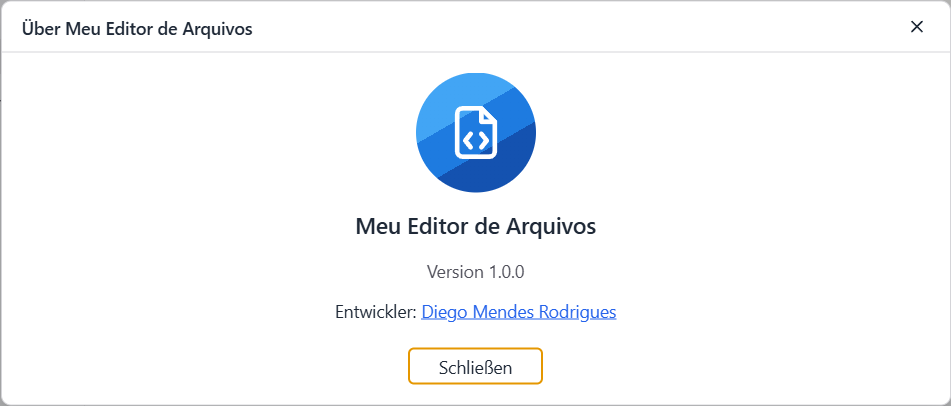 Über Meu Editor de Arquivos
Meu Editor de Arquivos
Version 1.0.0
Entwickler: Diego Mendes Rodrigues
Schließen